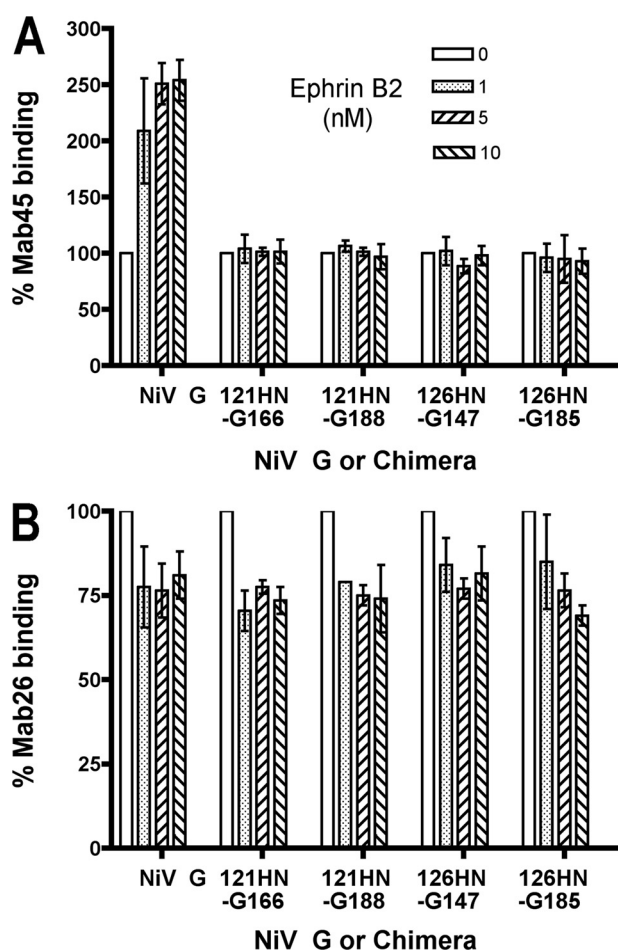 A
% Mab45 binding
300
250
200
150
100
50
0
Ephrin B2
(nM)
0
1
5
10
NiV G 121HN 121HN 126HN 126HN
-G166 -G188 -G147 -G185
NiV G or Chimera
B
% Mab26 binding
100
75
50
25
0
NiV G 121HN 121HN 126HN 126HN
-G166 -G188 -G147 -G185
NiV G or Chimera